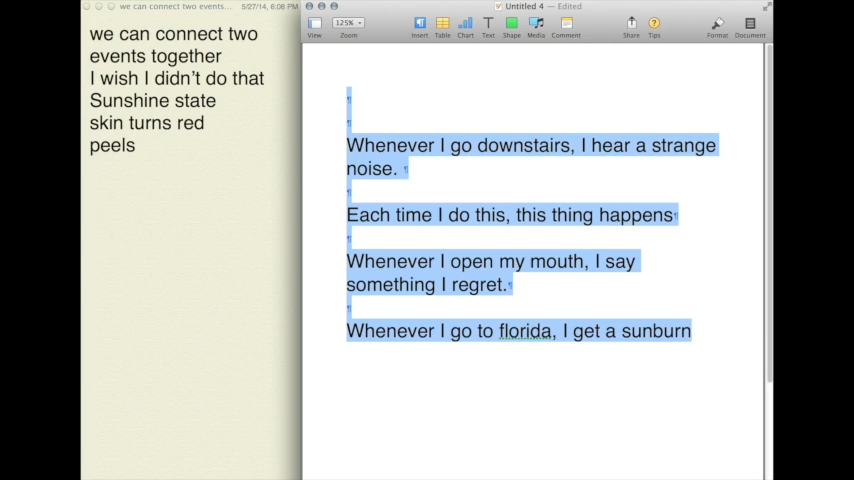 we can connect two events...
5/27/14, 6:08 PM
we can connect two
events together
I wish I didn't do that
Sunshine state
skin turns red
peels
Untitled 4 — Edited
125%
View
Zoom
Insert
Table
Chart
Text
Shape
Media
Comment
Share
Tips
Format
Document
Whenever I go downstairs, I hear a strange
noise.
Each time I do this, this thing happens
Whenever I open my mouth, I say
something I regret.
Whenever I go to florida, I get a sunburn